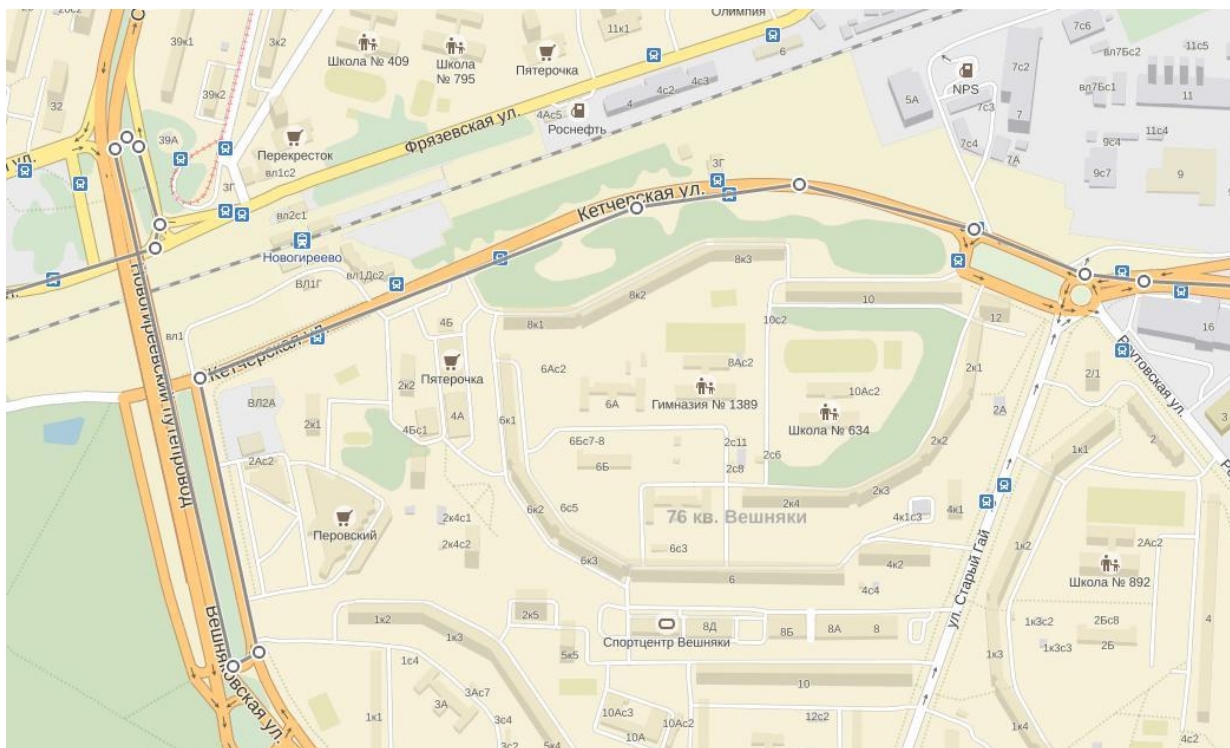 Олимпия
7с6
39к1
3к2
11к1
вл7Бс2
11с5
Школа № 409
Школа
№ 795
Пятерочка
6
7с2
39к2
4с3
4с2
NPS
вл7Бс1
11
32
4
5А
7с3
7
4Ас5
Роснефть
Фрязевская ул.
39А
Перекресток
вл1с2
7с4
7А
9с4
11с4
9с7
9
3Г
3Г
ул.
Кетчерская ул.
вл2с1
Новогиреево
вл1Дс2
ВЛ1Г
8к3
8к2
10
10с2
12
8к1
4Б
16
вл1
Кетчерская ул.
Новогиреевский путепровод
Пятерочка
6Ас2
8Ас2
2к1
2/1
Реутовская ул.
2к2
6А
Гимназия № 1389
10Ас2
2А
ВЛ2А
4А
2к1
4Бс1
6к1
Школа № 634
3
6Бс7-8
2с11
2к2
1к1
2
2Ас2
6Б
2с8
2с6
2к3
2к4
76 кв. Вешняки
6к2
6с5
2к4с1
4к1с3
4к1
Перовский
2к4с2
6с3
1к2
2Ас2
6к3
6
4к2
Школа № 892
4с4
ул. Старый Гай
Вешняковская ул.
1к2
2к5
Спортцентр Вешняки
8Д
8Б
8А
8
1к3с2
2Бс8
4
1к3
1к3с3
2Б
5к5
1с4
1к3
10
3Ас7
3А
1к1
3с4
10Ас3
10Ас2
12с2
1к4
10А
3с2
5к4
4с2